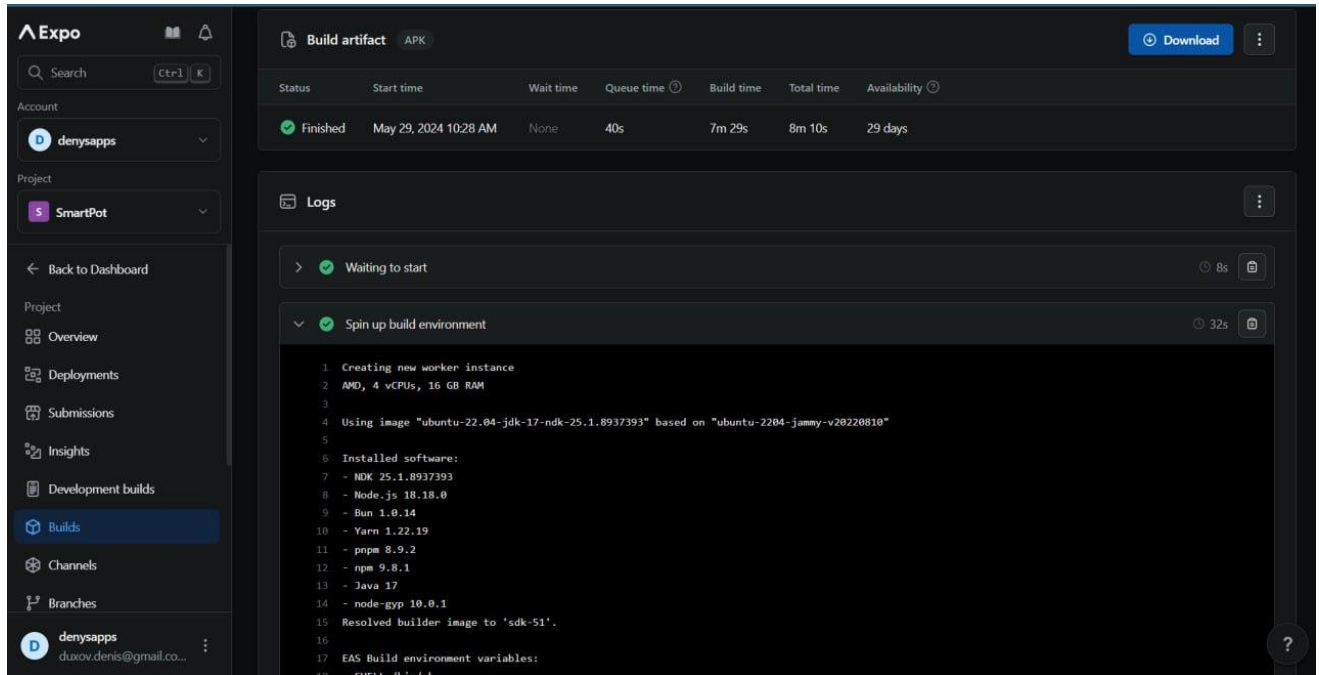 Expo
Search Ctrl K
Account
D denysapps
Project
S SmartPot
Back to Dashboard
Project
Overview
Deployments
Submissions
Insights
Development builds
Builds
Channels
Branches
D denysapps
duxov.denis@gmail.co...
Build artifact APK Download
Status Start time Wait time Queue time Build time Total time Availability
Finished May 29, 2024 10:28 AM None 40s 7m 29s 8m 10s 29 days
Logs
Waiting to start 8s
Spin up build environment 32s
1 Creating new worker instance
2 AMD, 4 vCPUs, 16 GB RAM
3
4 Using image "ubuntu-22.04-jdk-17-ndk-25.1.8937393" based on "ubuntu-2204-jammy-v20220810"
5
6 Installed software:
7 - NDK 25.1.8937393
8 - Node.js 18.18.0
9 - Bun 1.0.14
10 - Yarn 1.22.19
11 - pnpm 8.9.2
12 - npm 9.8.1
13 - Java 17
14 - node-gyp 10.0.1
15 Resolved builder image to 'sdk-51'.
16
17 EAS Build environment variables:
?